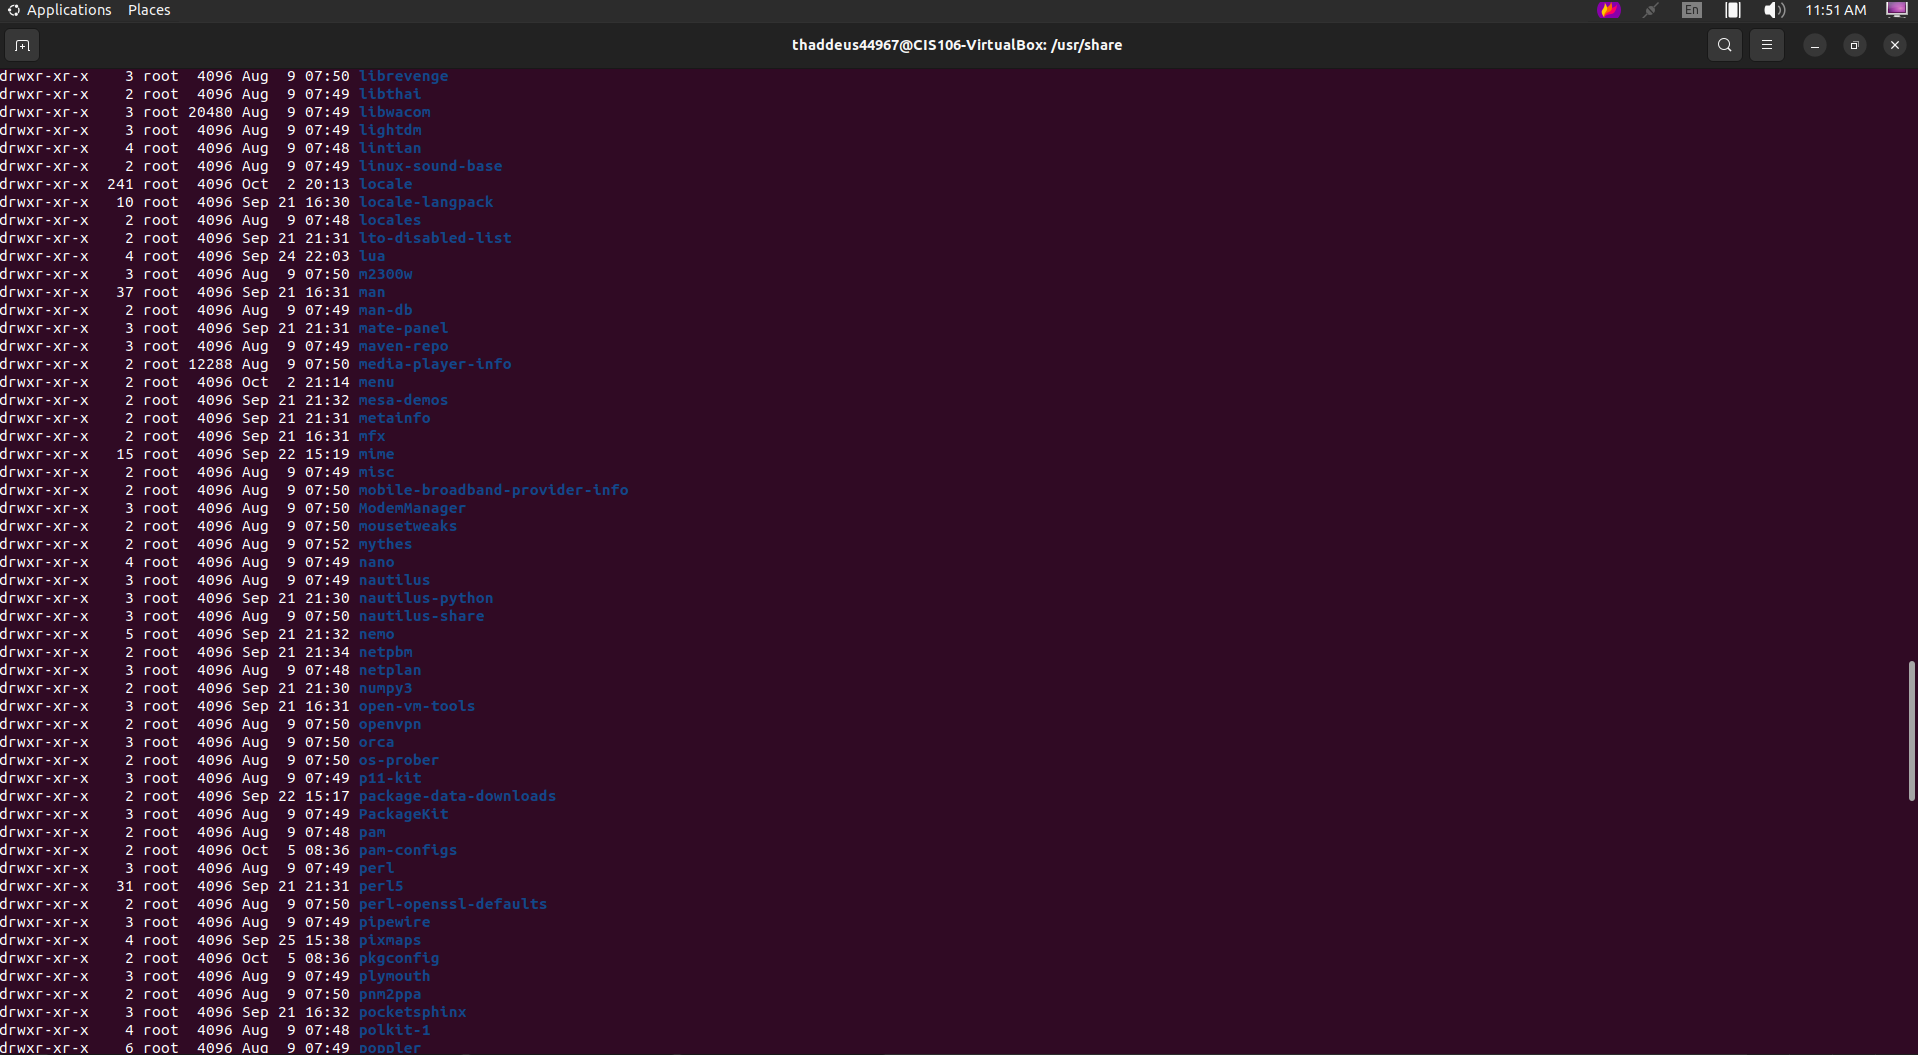 Applications Places En 11:51 AM
thaddeus44967@CIS106-VirtualBox: /usr/share
drwxr-xr-x 3 root 4096 Aug 9 07:50 librevenge
drwxr-xr-x 2 root 4096 Aug 9 07:49 libthai
drwxr-xr-x 3 root 20480 Aug 9 07:49 libwacom
drwxr-xr-x 3 root 4096 Aug 9 07:49 lightdm
drwxr-xr-x 4 root 4096 Aug 9 07:48 lintian
drwxr-xr-x 2 root 4096 Aug 9 07:49 linux-sound-base
drwxr-xr-x 241 root 4096 Oct 2 20:13 locale
drwxr-xr-x 10 root 4096 Sep 21 16:30 locale-langpack
drwxr-xr-x 2 root 4096 Aug 9 07:48 locales
drwxr-xr-x 2 root 4096 Sep 21 21:31 lto-disabled-list
drwxr-xr-x 4 root 4096 Sep 24 22:03 lua
drwxr-xr-x 3 root 4096 Aug 9 07:50 m2300w
drwxr-xr-x 37 root 4096 Sep 21 16:31 man
drwxr-xr-x 2 root 4096 Aug 9 07:49 man-db
drwxr-xr-x 3 root 4096 Sep 21 21:31 mate-panel
drwxr-xr-x 3 root 4096 Aug 9 07:49 maven-repo
drwxr-xr-x 2 root 12288 Aug 9 07:50 media-player-info
drwxr-xr-x 2 root 4096 Oct 2 21:14 menu
drwxr-xr-x 2 root 4096 Sep 21 21:32 mesa-demos
drwxr-xr-x 2 root 4096 Sep 21 21:31 metainfo
drwxr-xr-x 2 root 4096 Sep 21 16:31 mfx
drwxr-xr-x 15 root 4096 Sep 22 15:19 mime
drwxr-xr-x 2 root 4096 Aug 9 07:49 misc
drwxr-xr-x 2 root 4096 Aug 9 07:50 mobile-broadband-provider-info
drwxr-xr-x 3 root 4096 Aug 9 07:50 ModemManager
drwxr-xr-x 2 root 4096 Aug 9 07:50 mousetweaks
drwxr-xr-x 2 root 4096 Aug 9 07:52 mythes
drwxr-xr-x 4 root 4096 Aug 9 07:49 nano
drwxr-xr-x 3 root 4096 Aug 9 07:49 nautilus
drwxr-xr-x 3 root 4096 Sep 21 21:30 nautilus-python
drwxr-xr-x 3 root 4096 Aug 9 07:50 nautilus-share
drwxr-xr-x 5 root 4096 Sep 21 21:32 nemo
drwxr-xr-x 2 root 4096 Sep 21 21:34 netpbm
drwxr-xr-x 3 root 4096 Aug 9 07:48 netplan
drwxr-xr-x 2 root 4096 Sep 21 21:30 numpy3
drwxr-xr-x 3 root 4096 Sep 21 16:31 open-vm-tools
drwxr-xr-x 2 root 4096 Aug 9 07:50 openvpn
drwxr-xr-x 3 root 4096 Aug 9 07:50 orca
drwxr-xr-x 2 root 4096 Aug 9 07:50 os-prober
drwxr-xr-x 3 root 4096 Aug 9 07:49 p11-kit
drwxr-xr-x 2 root 4096 Sep 22 15:17 package-data-downloads
drwxr-xr-x 3 root 4096 Aug 9 07:49 PackageKit
drwxr-xr-x 2 root 4096 Aug 9 07:48 pam
drwxr-xr-x 2 root 4096 Oct 5 08:36 pam-configs
drwxr-xr-x 3 root 4096 Aug 9 07:49 perl
drwxr-xr-x 31 root 4096 Sep 21 21:31 perl5
drwxr-xr-x 2 root 4096 Aug 9 07:50 perl-openssl-defaults
drwxr-xr-x 3 root 4096 Aug 9 07:49 pipewire
drwxr-xr-x 4 root 4096 Sep 25 15:38 pixmaps
drwxr-xr-x 2 root 4096 Oct 5 08:36 pkgconfig
drwxr-xr-x 3 root 4096 Aug 9 07:49 plymouth
drwxr-xr-x 2 root 4096 Aug 9 07:50 pnm2ppa
drwxr-xr-x 3 root 4096 Sep 21 16:32 pocketsphinx
drwxr-xr-x 4 root 4096 Aug 9 07:48 polkit-1
drwxr-xr-x 6 root 4096 Aug 9 07:49 poppler